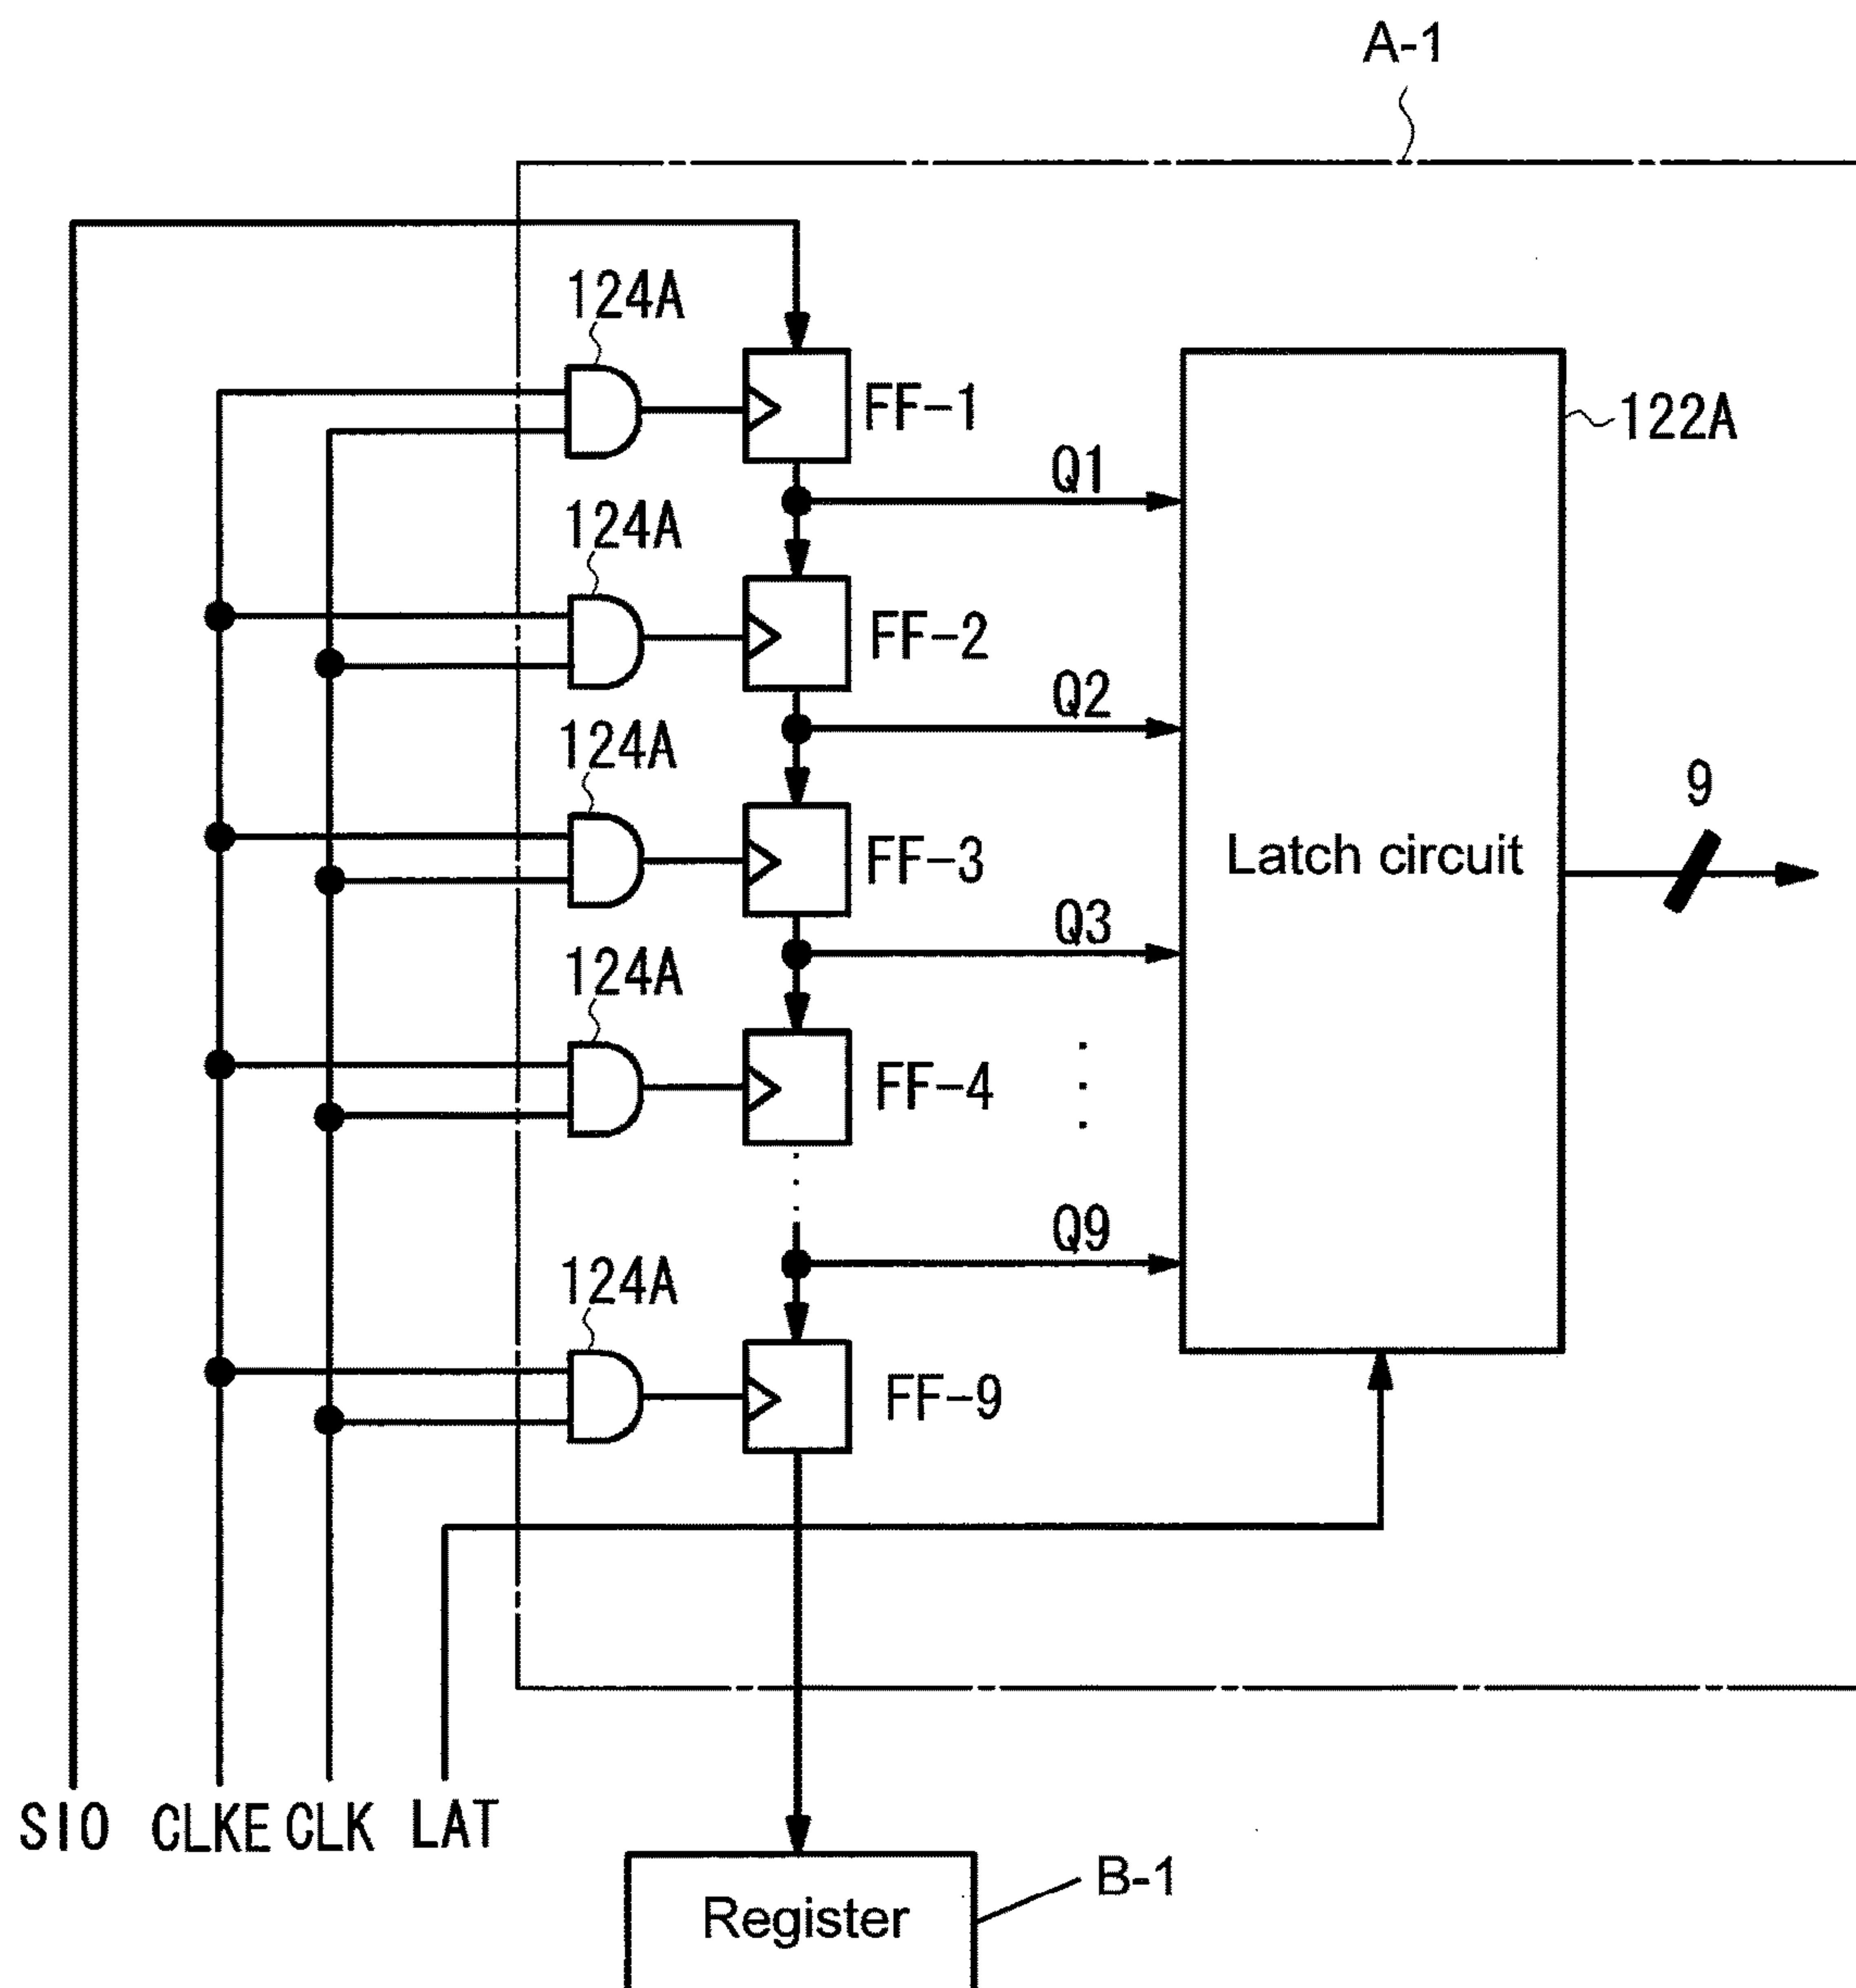 A-1
124A
FF-1
122A
Q1
124A
FF-2
Q2
124A
9
FF-3
Latch circuit
Q3
124A
FF-4
Q9
124A
FF-9
SIO CLKE CLK LAT
B-1
Register